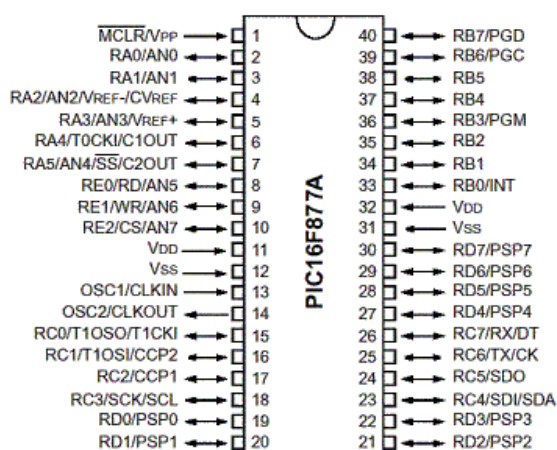 MCLR/VPP 1 40 RB7/PGD
RA0/AN0 2 39 RB6/PGC
RA1/AN1 3 38 RB5
RA2/AN2/VREF-/CVREF 4 37 RB4
RA3/AN3/VREF+ 5 36 RB3/PGM
RA4/T0CKI/C1OUT 6 35 RB2
RA5/AN4/SS/C2OUT 7 34 RB1
RE0/RD/AN5 8 33 RB0/INT
RE1/WR/AN6 9 32 VDD
RE2/CS/AN7 10 31 VSS
VDD 11 30 RD7/PSP7
VSS 12 29 RD6/PSP6
OSC1/CLKIN 13 28 RD5/PSP5
OSC2/CLKOUT 14 27 RD4/PSP4
RC0/T1OSO/T1CKI 15 26 RC7/RX/DT
RC1/T1OSI/CCP2 16 25 RC6/TX/CK
RC2/CCP1 17 24 RC5/SDO
RC3/SCK/SCL 18 23 RC4/SDI/SDA
RD0/PSP0 19 22 RD3/PSP3
RD1/PSP1 20 21 RD2/PSP2
PIC16F877A